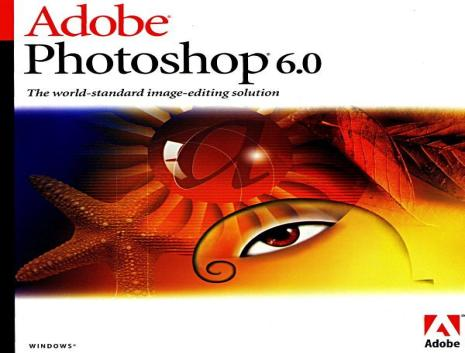 Adobe®
Photoshop® 6.0
The world-standard image-editing solution
WINDOWS®
Adobe